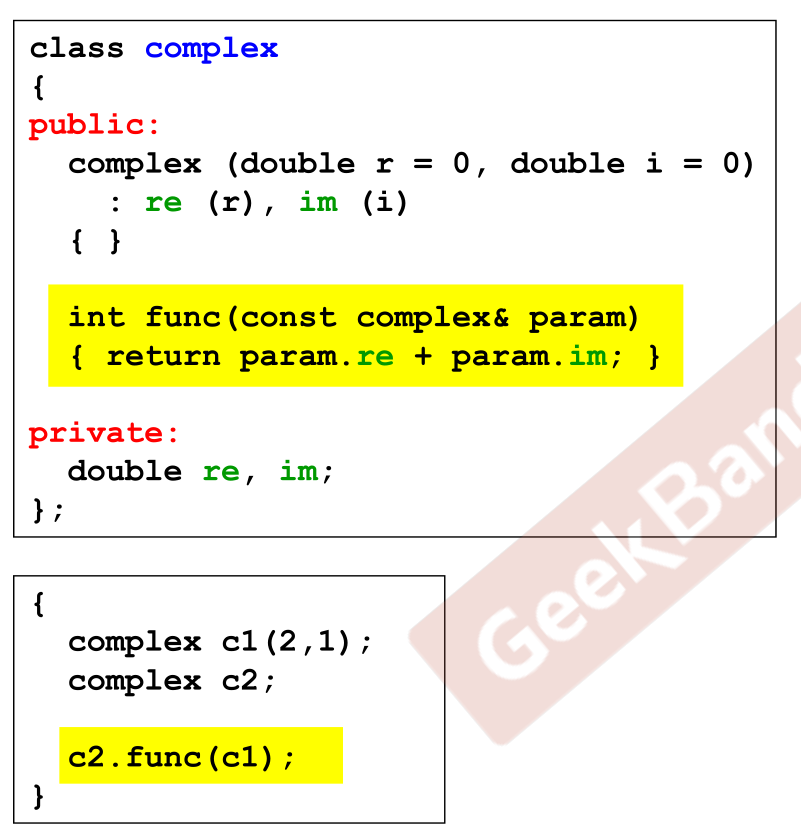 class complex
{
public:
  complex (double r = 0, double i = 0)
    : re (r), im (i)
  { }
  int func(const complex& param)
  { return param.re + param.im; }
private:
  double re, im;
};
{
  complex c1(2,1);
  complex c2;
  c2.func(c1);
}
GeekBand